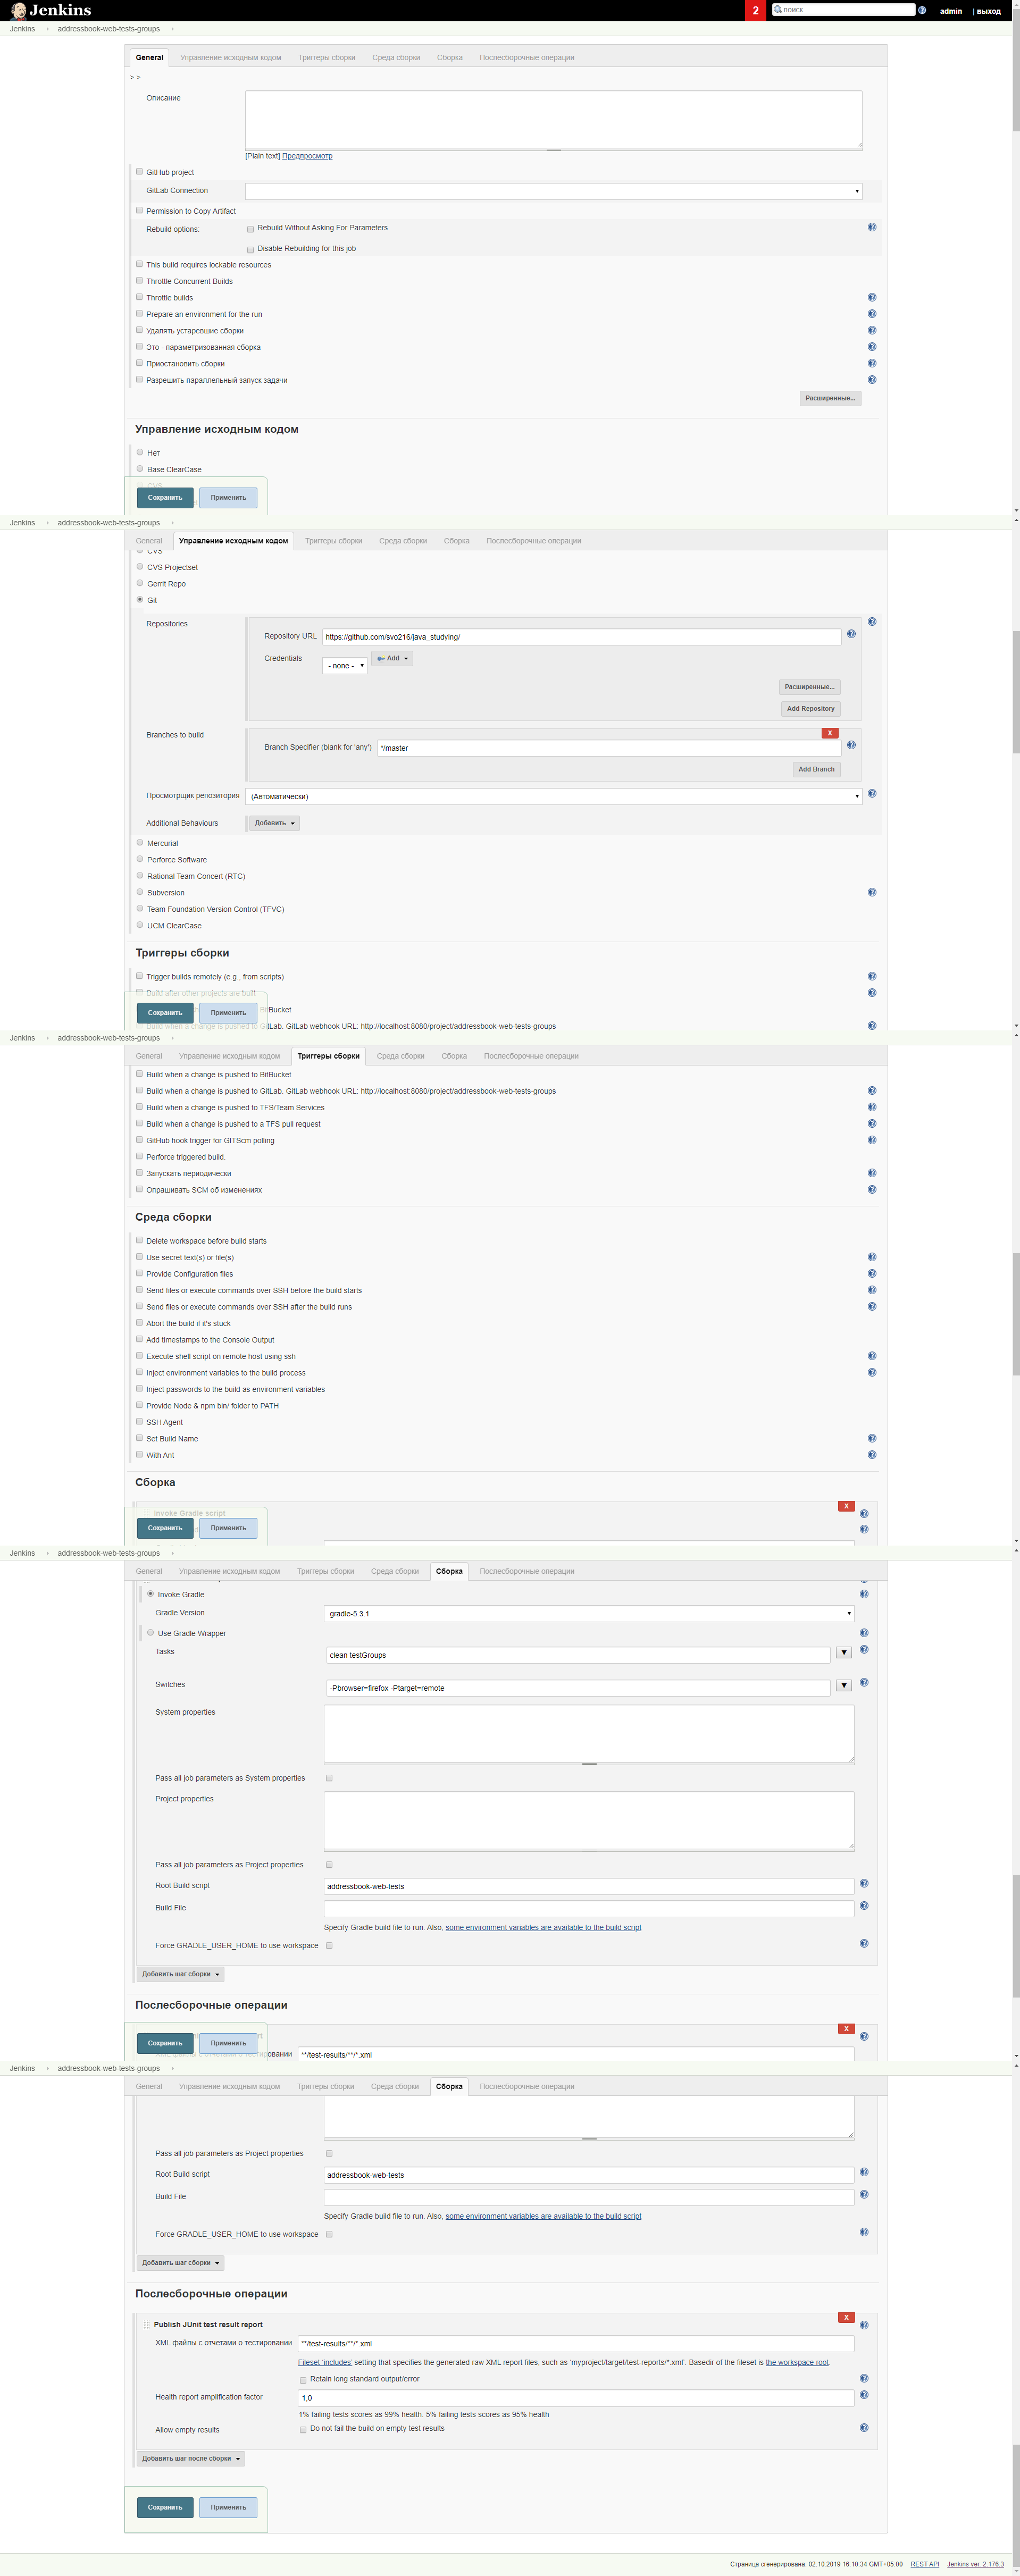 Jenkins
2
поиск
admin
| выход
Jenkins
addressbook-web-tests-groups
General Управление исходным кодом Триггеры сборки Среда сборки Сборка Послесборочные операции
> >
Описание
[Plain text] Предпросмотр
GitHub project
GitLab Connection
Permission to Copy Artifact
Rebuild options: Rebuild Without Asking For Parameters
Disable Rebuilding for this job
This build requires lockable resources
Throttle Concurrent Builds
Throttle builds
Prepare an environment for the run
Удалять устаревшие сборки
Это - параметризованная сборка
Приостановить сборки
Разрешить параллельный запуск задачи
Расширенные...
Управление исходным кодом
Нет
Base ClearCase
CVS
Сохранить Применить
Jenkins addressbook-web-tests-groups
General Управление исходным кодом Триггеры сборки Среда сборки Сборка Послесборочные операции
CVS
CVS Projectset
Gerrit Repo
Git
Repositories
Repository URL https://github.com/svo216/java_studying/
Credentials - none - Add
Расширенные...
Add Repository
Branches to build X
Branch Specifier (blank for 'any') */master
Add Branch
Просмотрщик репозитория (Автоматически)
Additional Behaviours Добавить
Mercurial
Perforce Software
Rational Team Concert (RTC)
Subversion
Team Foundation Version Control (TFVC)
UCM ClearCase
Триггеры сборки
Trigger builds remotely (e.g., from scripts)
Build after other projects are built
BitBucket
Сохранить Применить
Build when a change is pushed to GitLab. GitLab webhook URL: http://localhost:8080/project/addressbook-web-tests-groups
Jenkins addressbook-web-tests-groups
General Управление исходным кодом Триггеры сборки Среда сборки Сборка Послесборочные операции
Build when a change is pushed to BitBucket
Build when a change is pushed to GitLab. GitLab webhook URL: http://localhost:8080/project/addressbook-web-tests-groups
Build when a change is pushed to TFS/Team Services
Build when a change is pushed to a TFS pull request
GitHub hook trigger for GITScm polling
Perforce triggered build.
Запускать периодически
Опрашивать SCM об изменениях
Среда сборки
Delete workspace before build starts
Use secret text(s) or file(s)
Provide Configuration files
Send files or execute commands over SSH before the build starts
Send files or execute commands over SSH after the build runs
Abort the build if it's stuck
Add timestamps to the Console Output
Execute shell script on remote host using ssh
Inject environment variables to the build process
Inject passwords to the build as environment variables
Provide Node & npm bin/ folder to PATH
SSH Agent
Set Build Name
With Ant
Сборка
X
Invoke Gradle script
Сохранить Применить
Jenkins addressbook-web-tests-groups
General Управление исходным кодом Триггеры сборки Среда сборки Сборка Послесборочные операции
Invoke Gradle
Gradle Version gradle-5.3.1
Use Gradle Wrapper
Tasks clean testGroups
Switches -Pbrowser=firefox -Ptarget=remote
System properties
Pass all job parameters as System properties
Project properties
Pass all job parameters as Project properties
Root Build script addressbook-web-tests
Build File
Specify Gradle build file to run. Also, some environment variables are available to the build script
Force GRADLE_USER_HOME to use workspace
Добавить шаг сборки
Послесборочные операции
X
Сохранить Применить
**/test-results/**/*.xml
Jenkins addressbook-web-tests-groups
General Управление исходным кодом Триггеры сборки Среда сборки Сборка Послесборочные операции
Pass all job parameters as Project properties
Root Build script addressbook-web-tests
Build File
Specify Gradle build file to run. Also, some environment variables are available to the build script
Force GRADLE_USER_HOME to use workspace
Добавить шаг сборки
Послесборочные операции
X
Publish JUnit test result report
XML файлы с отчетами о тестировании **/test-results/**/*.xml
Fileset 'includes' setting that specifies the generated raw XML report files, such as 'myproject/target/test-reports/*.xml'. Basedir of the fileset is the workspace root.
Retain long standard output/error
Health report amplification factor 1,0
1% failing tests scores as 99% health. 5% failing tests scores as 95% health
Allow empty results Do not fail the build on empty test results
Добавить шаг после сборки
Сохранить Применить
Страница сгенерирована: 02.10.2019 16:10:34 GMT+05:00 REST API Jenkins ver. 2.176.3